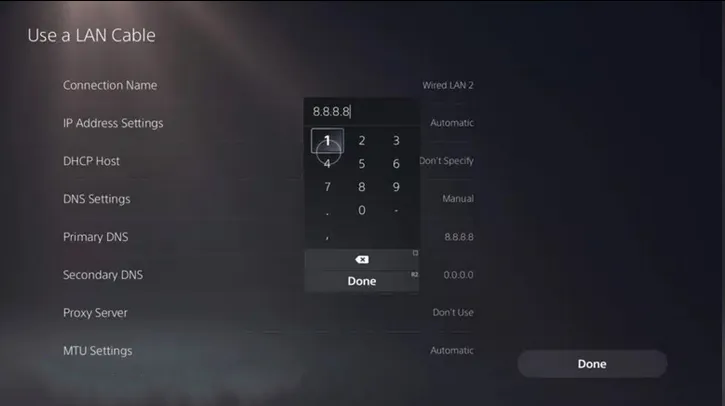 Use a LAN Cable
Connection Name Wired LAN 2
IP Address Settings Automatic
DHCP Host Don't Specify
DNS Settings Manual
Primary DNS 8.8.8.8
Secondary DNS 0.0.0.0
Proxy Server Don't Use
MTU Settings Automatic
8.8.8.8
1 2 3
4 5 6
7 8 9
. 0 -
,
Done
R2
Done